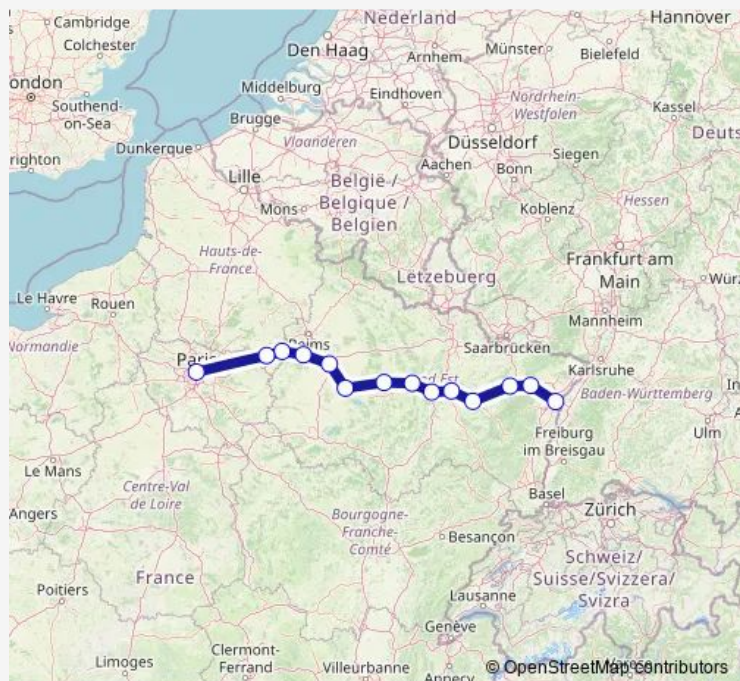 Cambridge
Nederland
Hannover
Colchester
Den Haag
Arnhem
Münster
Bielefeld
ondon
Middelburg
Eindhoven
Nordrhein-
Westfalen
Kassel
Southend-
on-Sea
Brugge
Vlaanderen
Düsseldorf
Deuts
righton
Dunkerque
Aachen
Siegen
Lille
België /
Belgique /
Belgien
Bonn
Mons
Koblenz
Hessen
Hauts-de-
France
Lëtzebuerg
Frankfurt am
Main
Würz
Le Havre
Rouen
Mannheim
Normandie
Reims
Saarbrücken
Paris
Karlsruhe
Baden-Württemberg
Freiburg
im Breisgau
Ulm
Le Mans
Centre-Val
de Loire
Basel
Zürich
Angers
Bourgogne-
Franche-
Comté
Besançon
Schweiz/
Suisse/Svizzera/
Svizra
Poitiers
France
Lausanne
Genève
Limoges
Clermont-
Ferrand
Villeurbanne
Annecy
© OpenStreetMap contributors